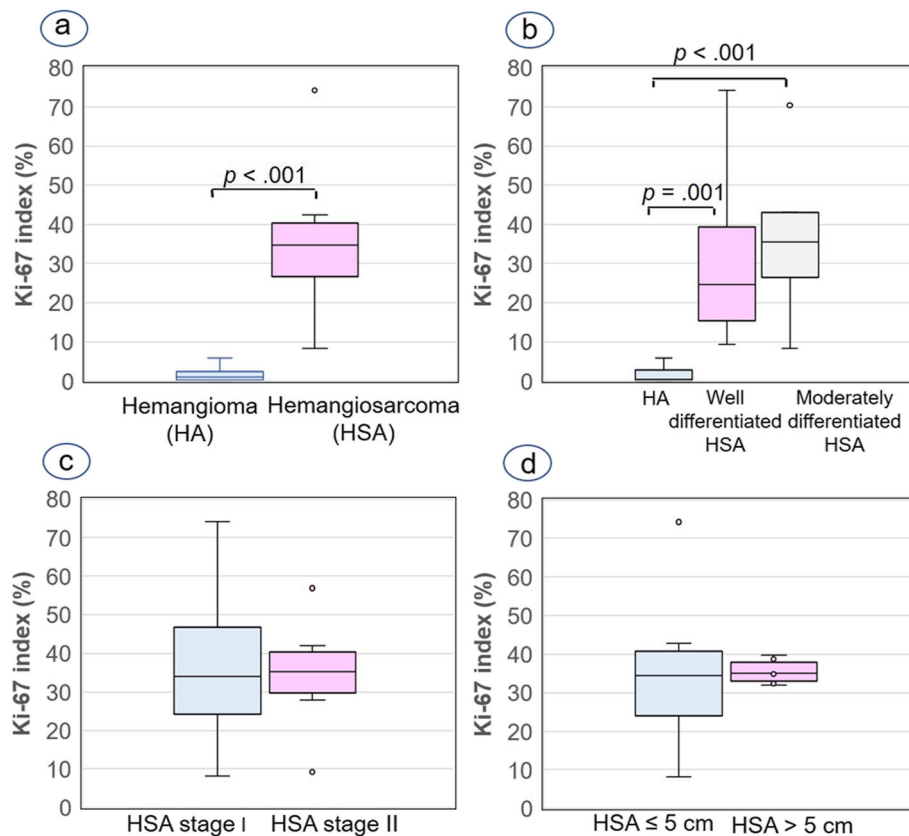 a
Ki-67 index (%)
80
70
60
50
40
30
20
10
0
p < .001
Hemangioma
(HA)
Hemangiosarcoma
(HSA)
b
Ki-67 index (%)
80
70
60
50
40
30
20
10
0
p < .001
p = .001
HA
Well
differentiated
HSA
Moderately
differentiated
HSA
c
Ki-67 index (%)
80
70
60
50
40
30
20
10
0
HSA stage I
HSA stage II
d
Ki-67 index (%)
80
70
60
50
40
30
20
10
0
HSA ≤ 5 cm
HSA > 5 cm